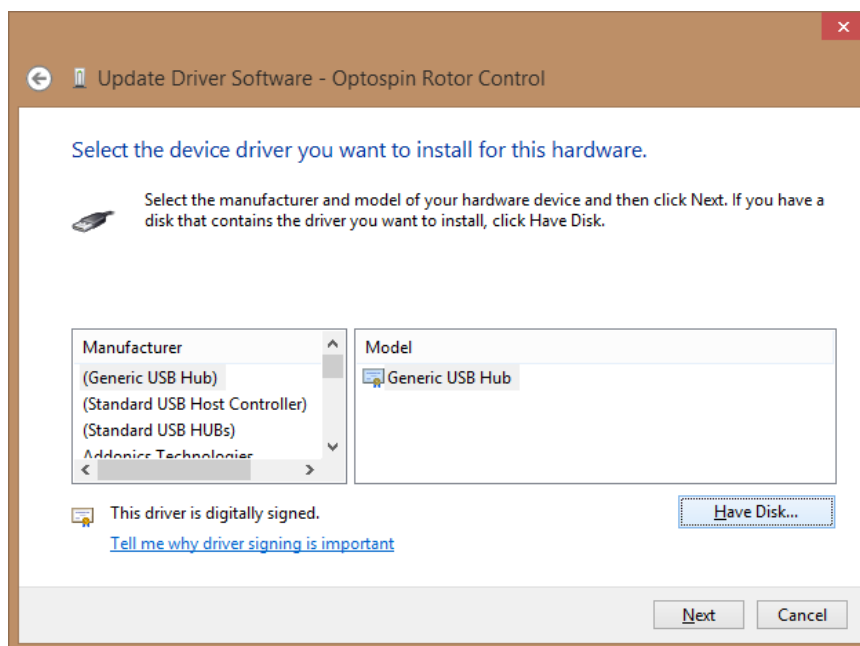 Update Driver Software - Optospin Rotor Control
Select the device driver you want to install for this hardware.
Select the manufacturer and model of your hardware device and then click Next. If you have a
disk that contains the driver you want to install, click Have Disk.
Manufacturer
(Generic USB Hub)
(Standard USB Host Controller)
(Standard USB HUBs)
Addonics Technologies
Model
Generic USB Hub
This driver is digitally signed.
Tell me why driver signing is important
Have Disk...
Next
Cancel